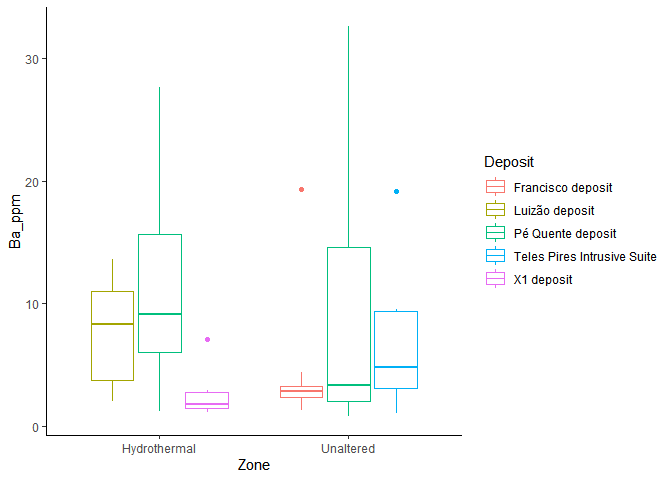 Ba_ppm
30
20
10
0
Hydrothermal
Unaltered
Zone
Deposit
Francisco deposit
Luizão deposit
Pé Quente deposit
Teles Pires Intrusive Suite
X1 deposit